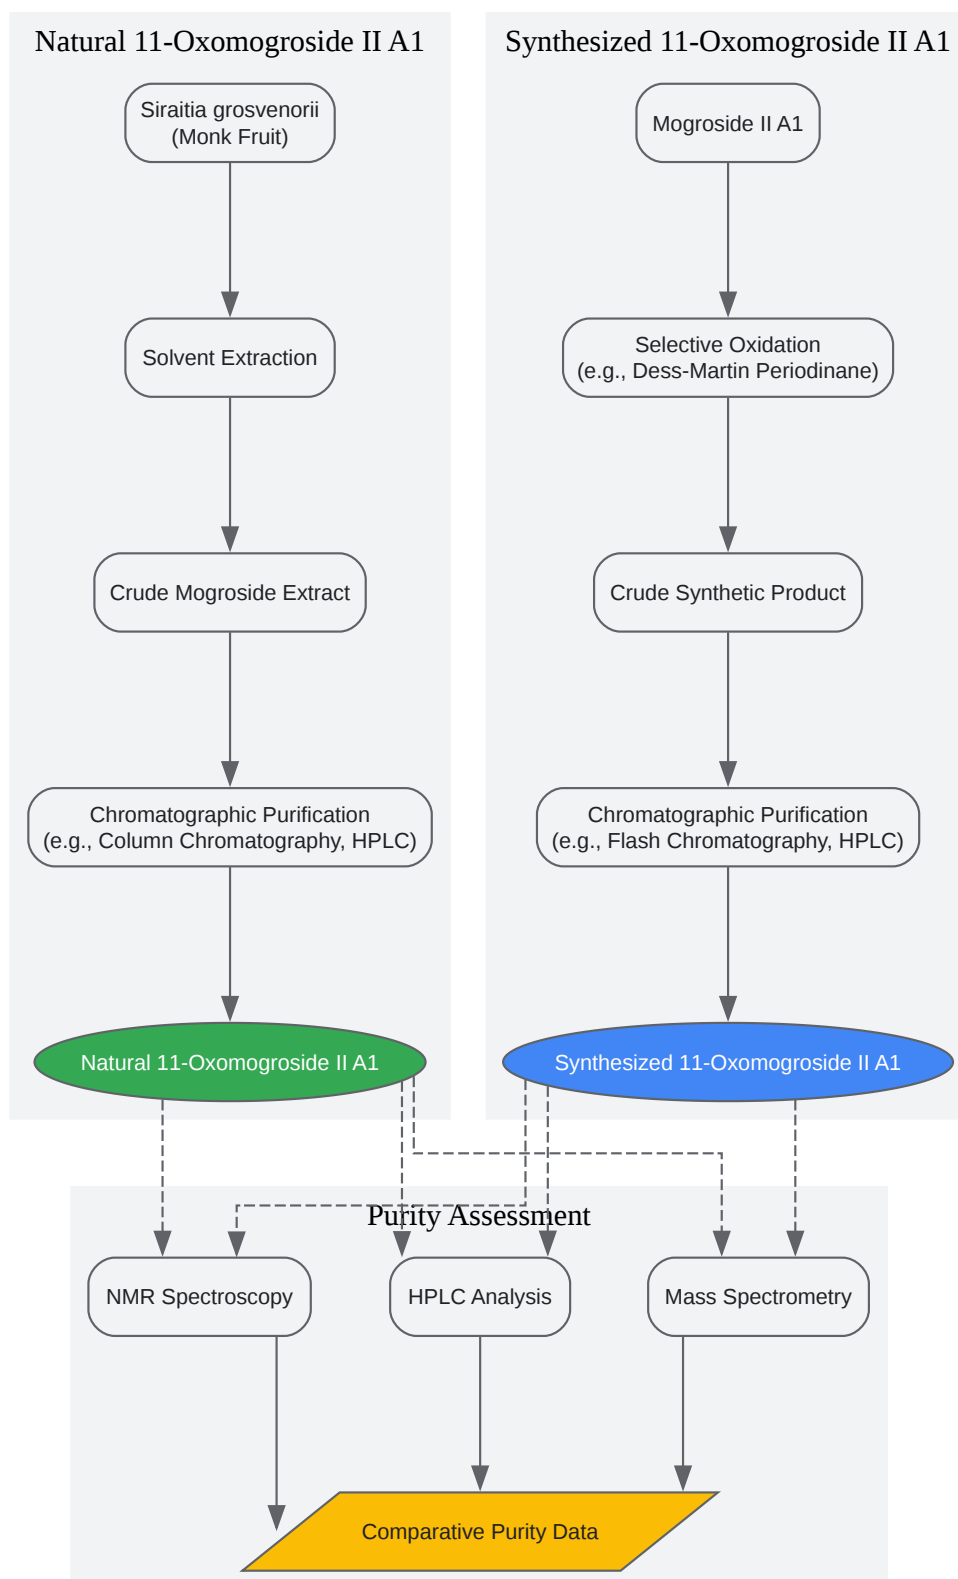 Natural 11-Oxomogroside II A1
Siraitia grosvenorii
(Monk Fruit)
Solvent Extraction
Crude Mogroside Extract
Chromatographic Purification
(e.g., Column Chromatography, HPLC)
Natural 11-Oxomogroside II A1
Synthesized 11-Oxomogroside II A1
Mogroside II A1
Selective Oxidation
(e.g., Dess-Martin Periodinane)
Crude Synthetic Product
Chromatographic Purification
(e.g., Flash Chromatography, HPLC)
Synthesized 11-Oxomogroside II A1
Purity Assessment
NMR Spectroscopy
HPLC Analysis
Mass Spectrometry
Comparative Purity Data